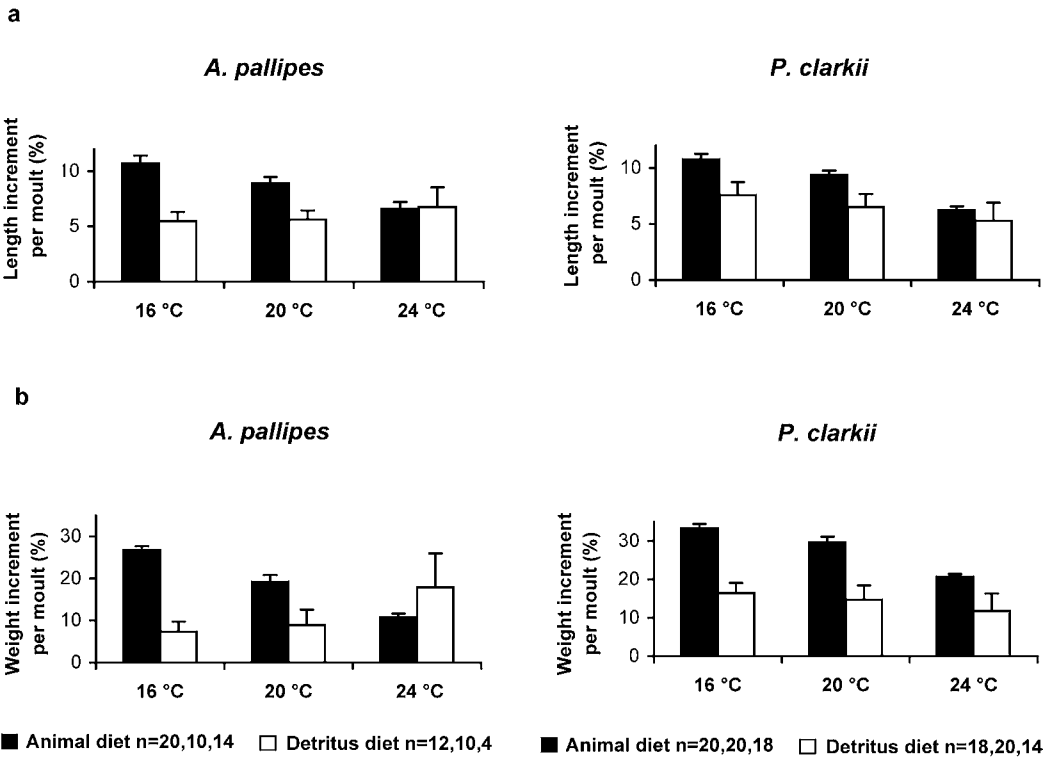 a
A. pallipes
P. clarkii
Length increment
per moult (%)
10
5
0
16 °C
20 °C
24 °C
Length increment
per moult (%)
10
5
0
16 °C
20 °C
24 °C
b
A. pallipes
P. clarkii
Weight increment
per moult (%)
30
20
10
0
16 °C
20 °C
24 °C
Weight increment
per moult (%)
30
20
10
0
16 °C
20 °C
24 °C
Animal diet n=20,10,14
Detritus diet n=12,10,4
Animal diet n=20,20,18
Detritus diet n=18,20,14